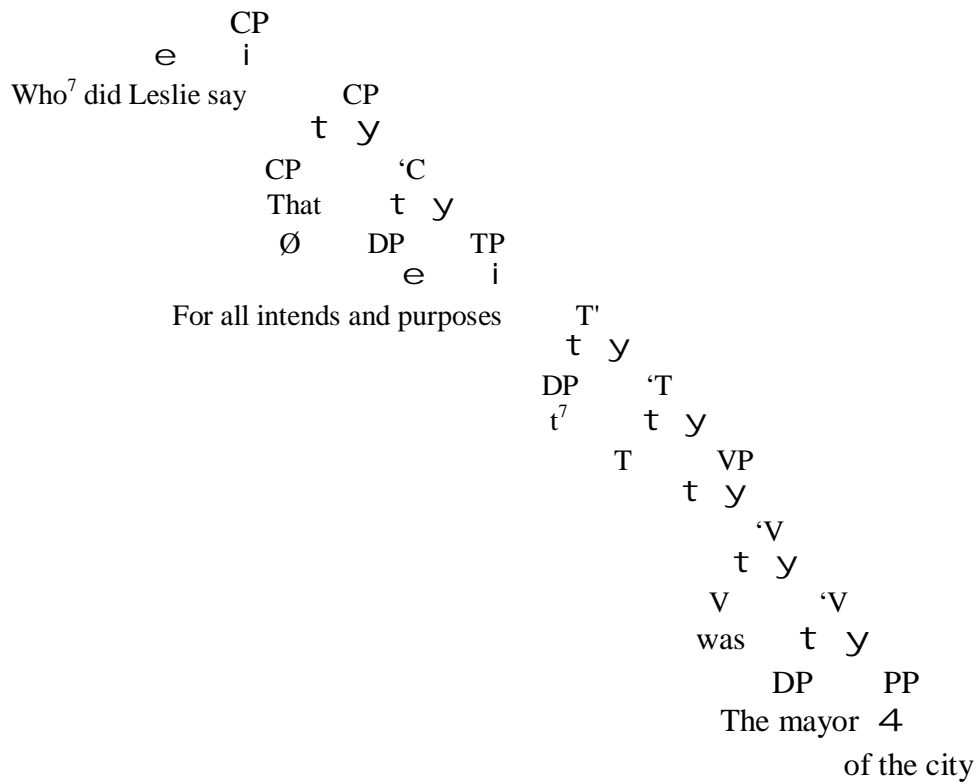 CP
e i
Who⁷ did Leslie say CP
t y
CP ‘C
That t y
Ø DP TP
e i
For all intends and purposes T'
t y
DP ‘T
t⁷ t y
T VP
t y
‘V
t y
V ‘V
was t y
DP PP
The mayor 4
of the city